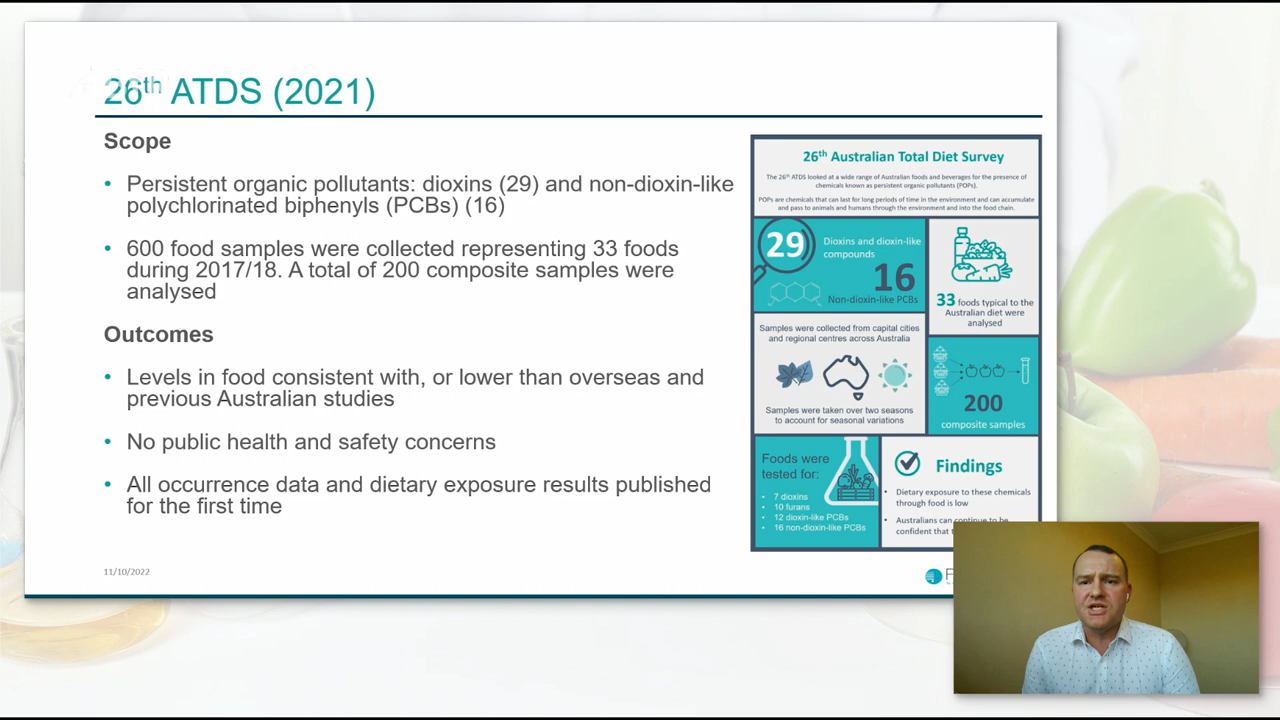 26th ATDS (2021)
Scope
• Persistent organic pollutants: dioxins (29) and non-dioxin-like
polychlorinated biphenyls (PCBs) (16)
• 600 food samples were collected representing 33 foods
during 2017/18. A total of 200 composite samples were
analysed
Outcomes
• Levels in food consistent with, or lower than overseas and
previous Australian studies
• No public health and safety concerns
• All occurrence data and dietary exposure results published
for the first time
11/10/2022
26th Australian Total Diet Survey
The 26th ATDS looked at a wide range of Australian foods and beverages for the presence of
chemicals known as persistent organic pollutants (POPs).
POPs are chemicals that can last for long periods of time in the environment and can accumulate
and pass to animals and humans through the environment and into the food chain.
29
Dioxins and dioxin-like
compounds
16
Non-dioxin-like PCBs
33 foods typical to the
Australian diet were
analysed
Samples were collected from capital cities
and regional centres across Australia
Samples were taken over two seasons
to account for seasonal variations
200
composite samples
Foods were
tested for:
• 7 dioxins
• 10 furans
• 12 dioxin-like PCBs
• 16 non-dioxin-like PCBs
Findings
• Dietary exposure to these chemicals
through food is low
• Australians can continue to be
confident that